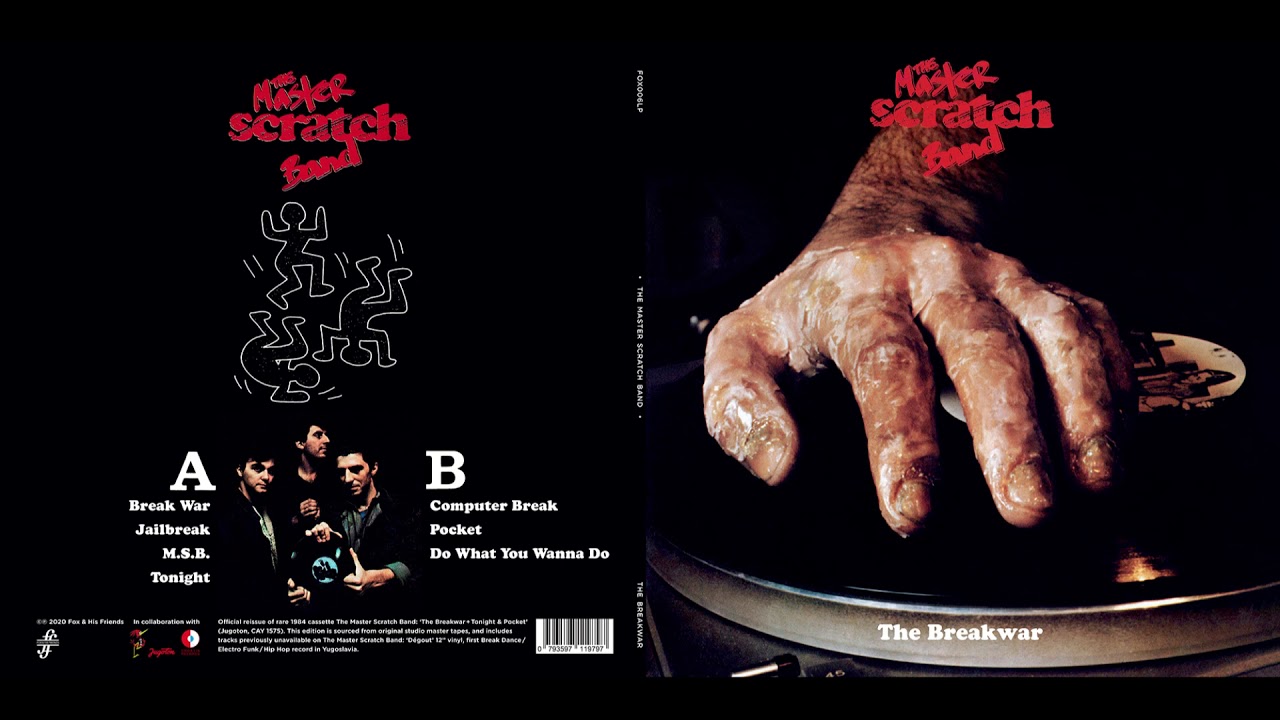 THE
Master
scratch
Band
A
Break War
Jailbreak
M.S.B.
Tonight
B
Computer Break
Pocket
Do What You Wanna Do
©℗ 2020 Fox & His Friends
In collaboration with
Jugoton
Official reissue of rare 1984 cassette The Master Scratch Band: ‘The Breakwar+Tonight & Pocket’
(Jugoton, CAY 1575). This edition is sourced from original studio master tapes, and includes
tracks previously unavailable on The Master Scratch Band: ‘Dégout’ 12" vinyl, first Break Dance/
Electro Funk/Hip Hop record in Yugoslavia.
0 793597 119797
FOX006LP
• THE MASTER SCRATCH BAND •
THE BREAKWAR
THE
Master
scratch
Band
The Breakwar
45